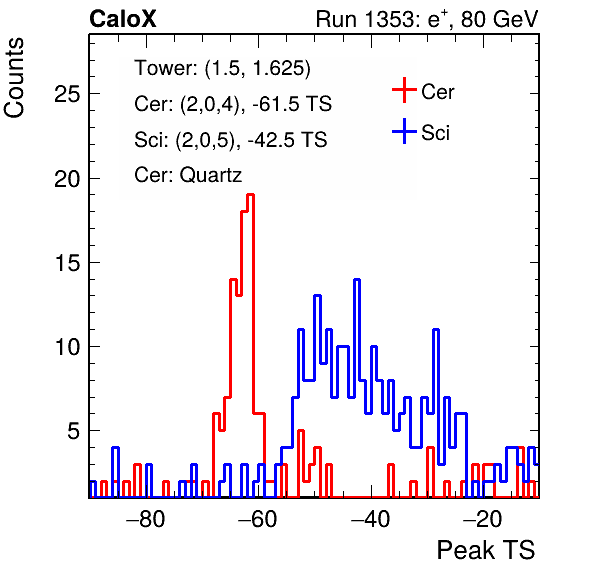 CaloX Run 1353: e⁺, 80 GeV
Counts
Tower: (1.5, 1.625)
Cer: (2,0,4), -61.5 TS
Sci: (2,0,5), -42.5 TS
Cer: Quartz
Cer
Sci
25
20
15
10
5
−80 −60 −40 −20
Peak TS